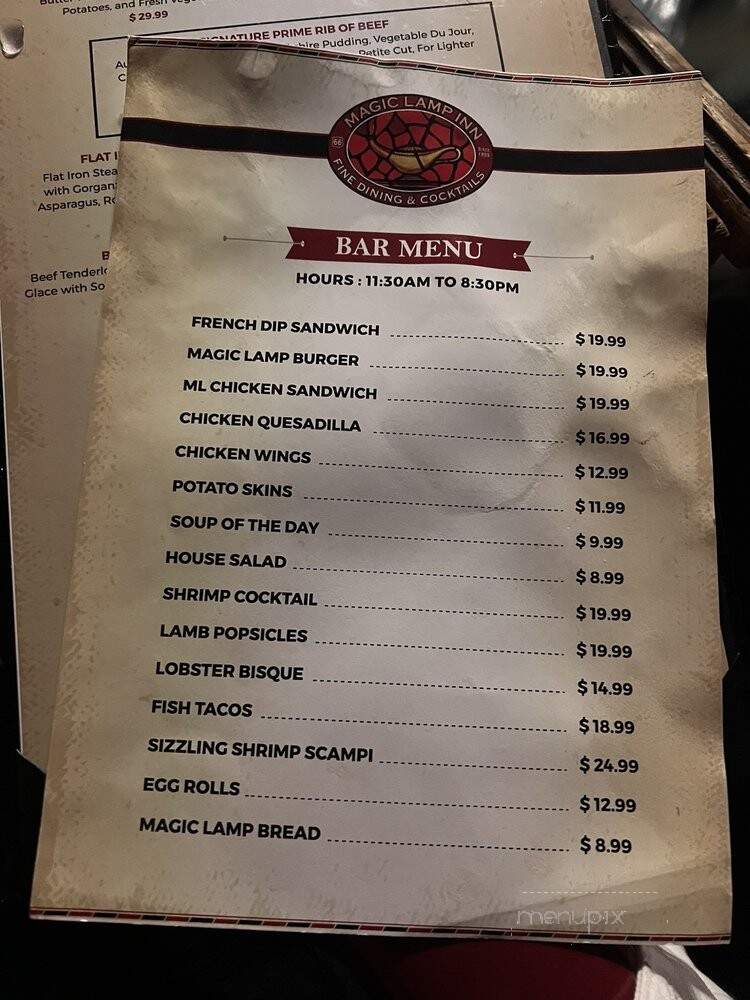 Potatoes, and Fresh
$ 29.99
SIGNATURE PRIME RIB OF BEEF
Pudding, Vegetable Du Jour,
Petite Cut, For Lighter
FLAT
Flat Iron
with
Asparagus,
Beef
Glace with
MAGIC LAMP INN
66
SINCE
1955
FINE DINING & COCKTAILS
BAR MENU
HOURS : 11:30AM TO 8:30PM
FRENCH DIP SANDWICH $ 19.99
MAGIC LAMP BURGER $ 19.99
ML CHICKEN SANDWICH $ 19.99
CHICKEN QUESADILLA $ 16.99
CHICKEN WINGS $ 12.99
POTATO SKINS $ 11.99
SOUP OF THE DAY $ 9.99
HOUSE SALAD $ 8.99
SHRIMP COCKTAIL $ 19.99
LAMB POPSICLES $ 19.99
LOBSTER BISQUE $ 14.99
FISH TACOS $ 18.99
SIZZLING SHRIMP SCAMPI $ 24.99
EGG ROLLS $ 12.99
MAGIC LAMP BREAD $ 8.99
menupix